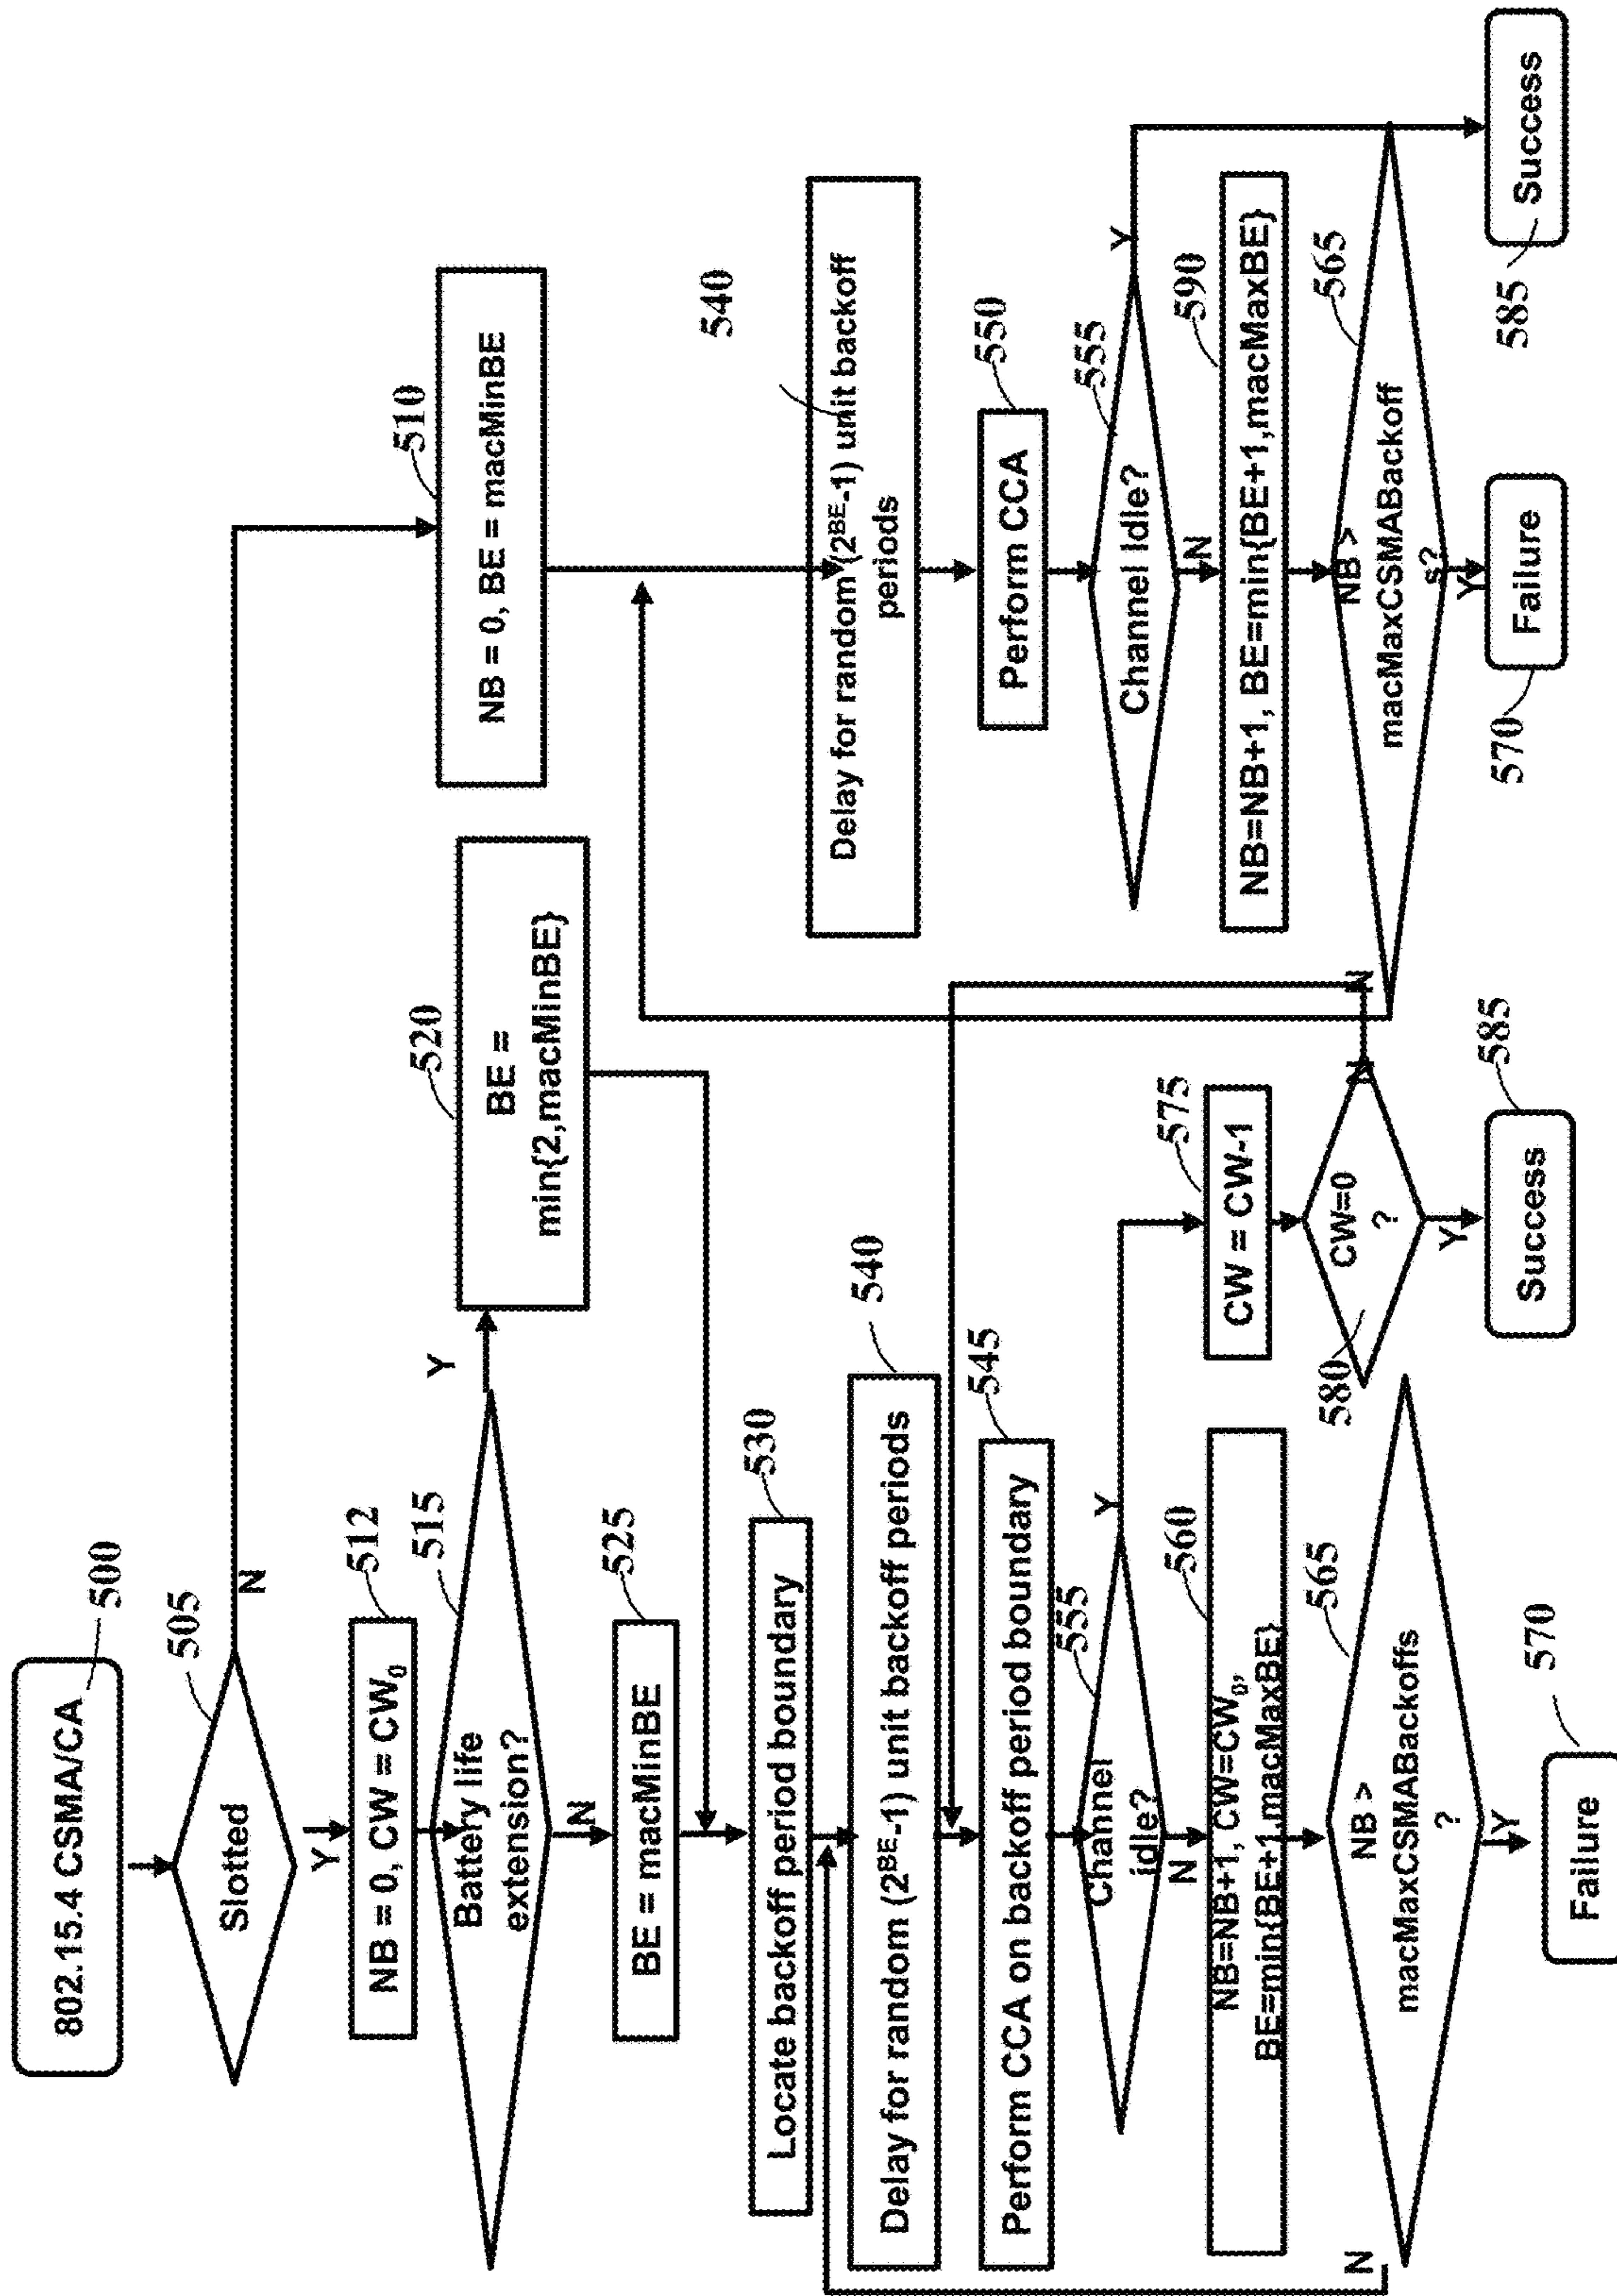 802.15.4 CSMA/CA
500
505
Slotted
N
Y
510
NB = 0, BE = macMinBE
512
NB = 0, CW = CW0
515
Battery life
extension?
Y
N
520
BE =
min{2,macMinBE}
525
BE = macMinBE
530
Locate backoff period boundary
540
Delay for random (2BE-1) unit backoff periods
545
Perform CCA on backoff period boundary
555
Channel
idle?
Y
N
560
NB=NB+1, CW=CW0,
BE=min{BE+1.macMaxBE}
565
NB >
macMaxCSMABackoffs
?
N
Y
570
Failure
575
CW = CW-1
580
CW=0
?
N
N
Y
585
Success
540
Delay for random (2BE-1) unit backoff
periods
550
Perform CCA
555
Channel Idle?
Y
N
590
NB=NB+1, BE=min{BE+1,macMaxBE}
565
NB >
macMaxCSMABackoff
s?
Y
570
Failure
585
Success